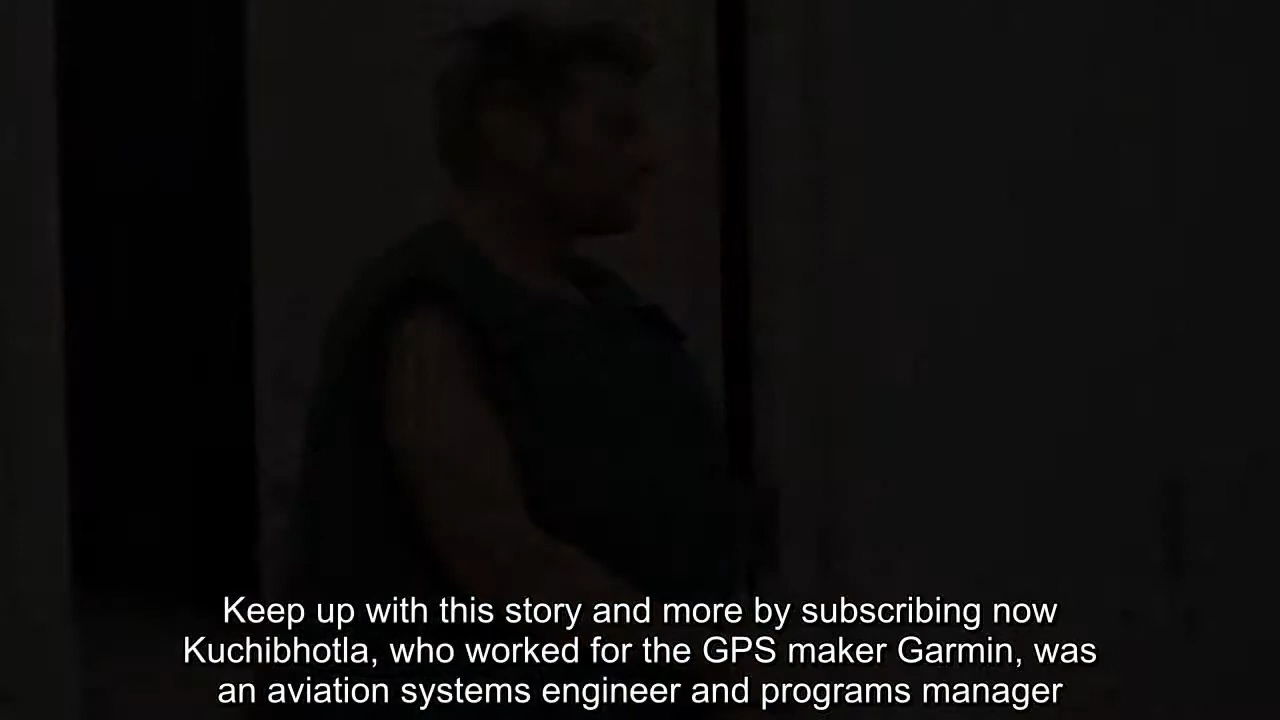 Keep up with this story and more by subscribing now
Kuchibhotla, who worked for the GPS maker Garmin, was
an aviation systems engineer and programs manager